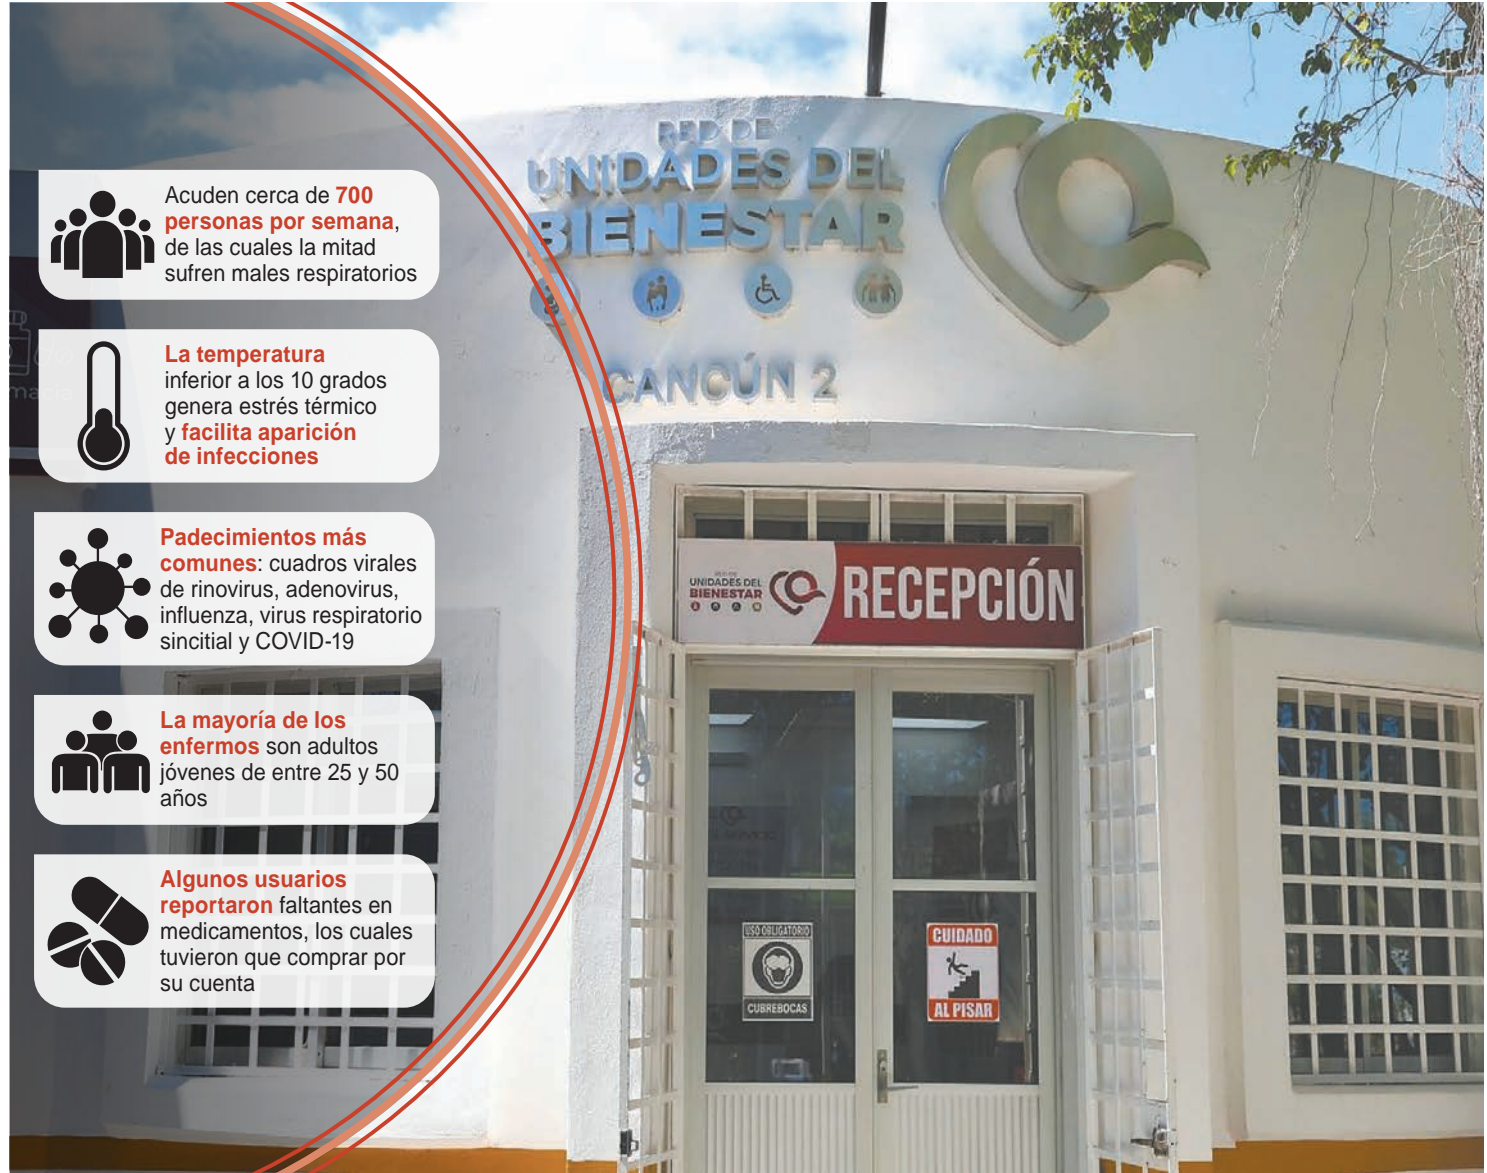 Acuden cerca de 700
personas por semana,
de las cuales la mitad
sufren males respiratorios
La temperatura
inferior a los 10 grados
genera estrés térmico
y facilita aparición
de infecciones
Padecimientos más
comunes: cuadros virales
de rinovirus, adenovirus,
influenza, virus respiratorio
sincitial y COVID-19
La mayoría de los
enfermos son adultos
jóvenes de entre 25 y 50
años
Algunos usuarios
reportaron faltantes en
medicamentos, los cuales
tuvieron que comprar por
su cuenta
RED DE
UNIDADES DEL
BIENESTAR
CANCÚN 2
RED DE
UNIDADES DEL
BIENESTAR
RECEPCIÓN
USO OBLIGATORIO
CUBREBOCAS
CUIDADO
AL PISAR